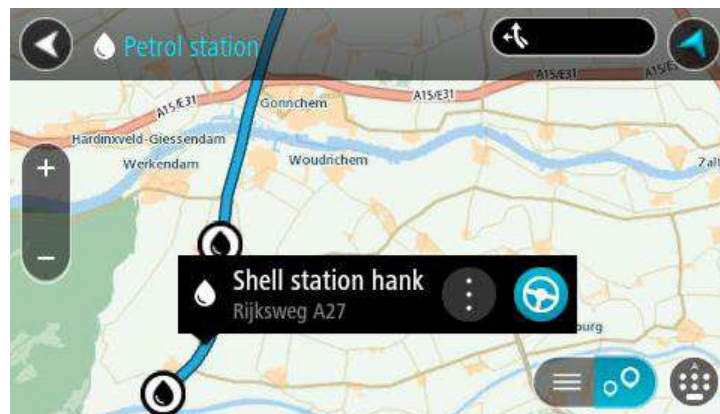 Petrol station
A15/E31
A15/E
A15/E31
A15/E31
Gorinchem
Hardinxveld-Giessendam
Werkendam
Woudrichem
Zalt
+
-
Shell station hank
Rijksweg A27
burg
A